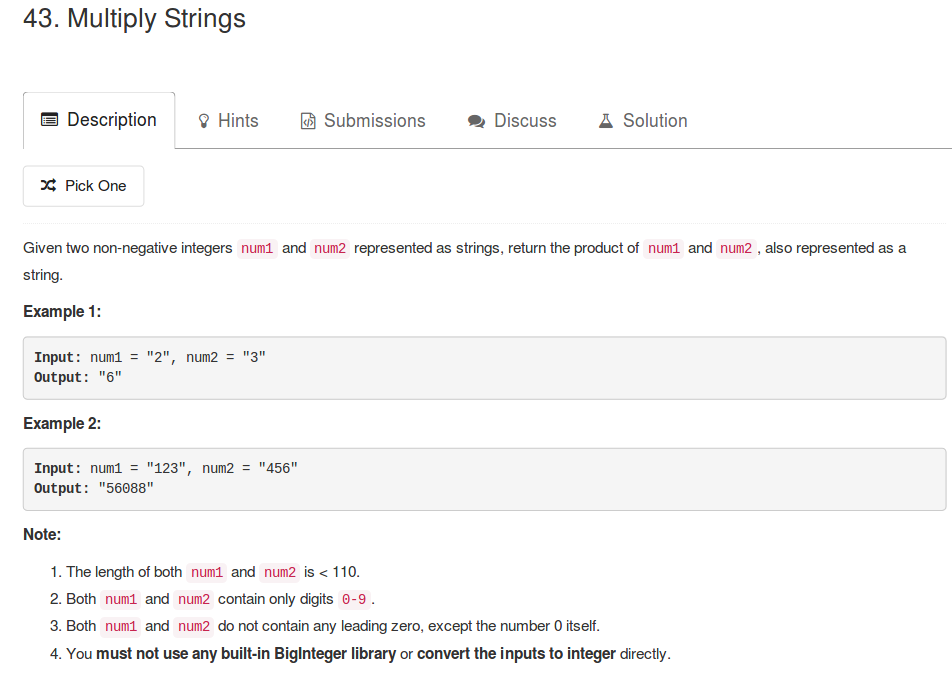 43. Multiply Strings
Description
Hints
Submissions
Discuss
Solution
Pick One
Given two non-negative integers num1 and num2 represented as strings, return the product of num1 and num2 , also represented as a
string.
Example 1:
Input: num1 = "2", num2 = "3"
Output: "6"
Example 2:
Input: num1 = "123", num2 = "456"
Output: "56088"
Note:
1. The length of both num1 and num2 is < 110.
2. Both num1 and num2 contain only digits 0-9 .
3. Both num1 and num2 do not contain any leading zero, except the number 0 itself.
4. You must not use any built-in BigInteger library or convert the inputs to integer directly.